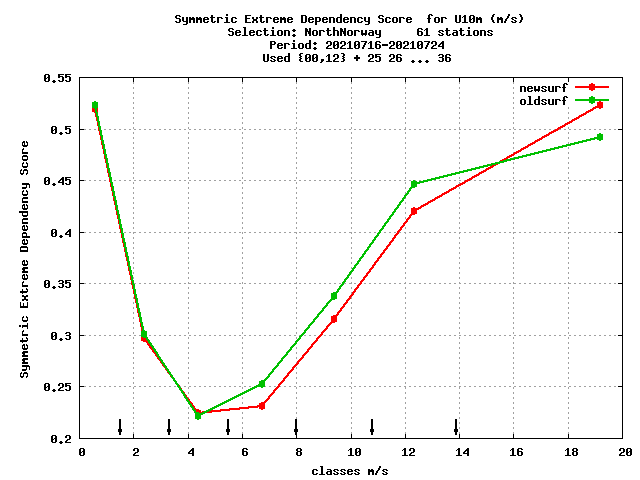 Symmetric Extreme Dependency Score  for U10m (m/s)
Selection: NorthNorway     61 stations
Period: 20210716-20210724
Used {00,12} + 25 26 ... 36
newsurf
oldsurf
Symmetric Extreme Dependency Score
0.55
0.5
0.45
0.4
0.35
0.3
0.25
0.2
0 2 4 6 8 10 12 14 16 18 20
classes m/s